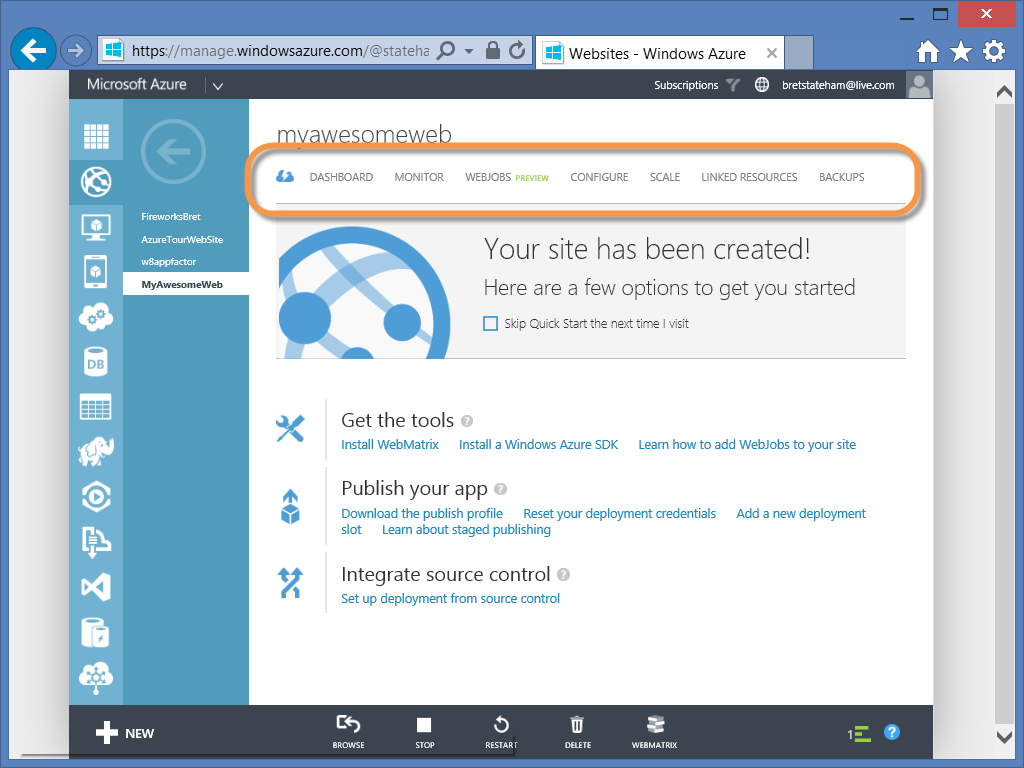 https://manage.windowsazure.com/@stateha
Websites - Windows Azure
Microsoft Azure
Subscriptions
bretstateham@live.com
myawesomeweb
DASHBOARD MONITOR WEBJOBS PREVIEW CONFIGURE SCALE LINKED RESOURCES BACKUPS
FireworksBret
AzureTourWebSite
w8appfactor
MyAwesomeWeb
Your site has been created!
Here are a few options to get you started
Skip Quick Start the next time I visit
DB
Get the tools ?
Install WebMatrix Install a Windows Azure SDK Learn how to add WebJobs to your site
Publish your app ?
Download the publish profile Reset your deployment credentials Add a new deployment
slot Learn about staged publishing
Integrate source control ?
Set up deployment from source control
NEW
BROWSE STOP RESTART DELETE WEBMATRIX
1 ?